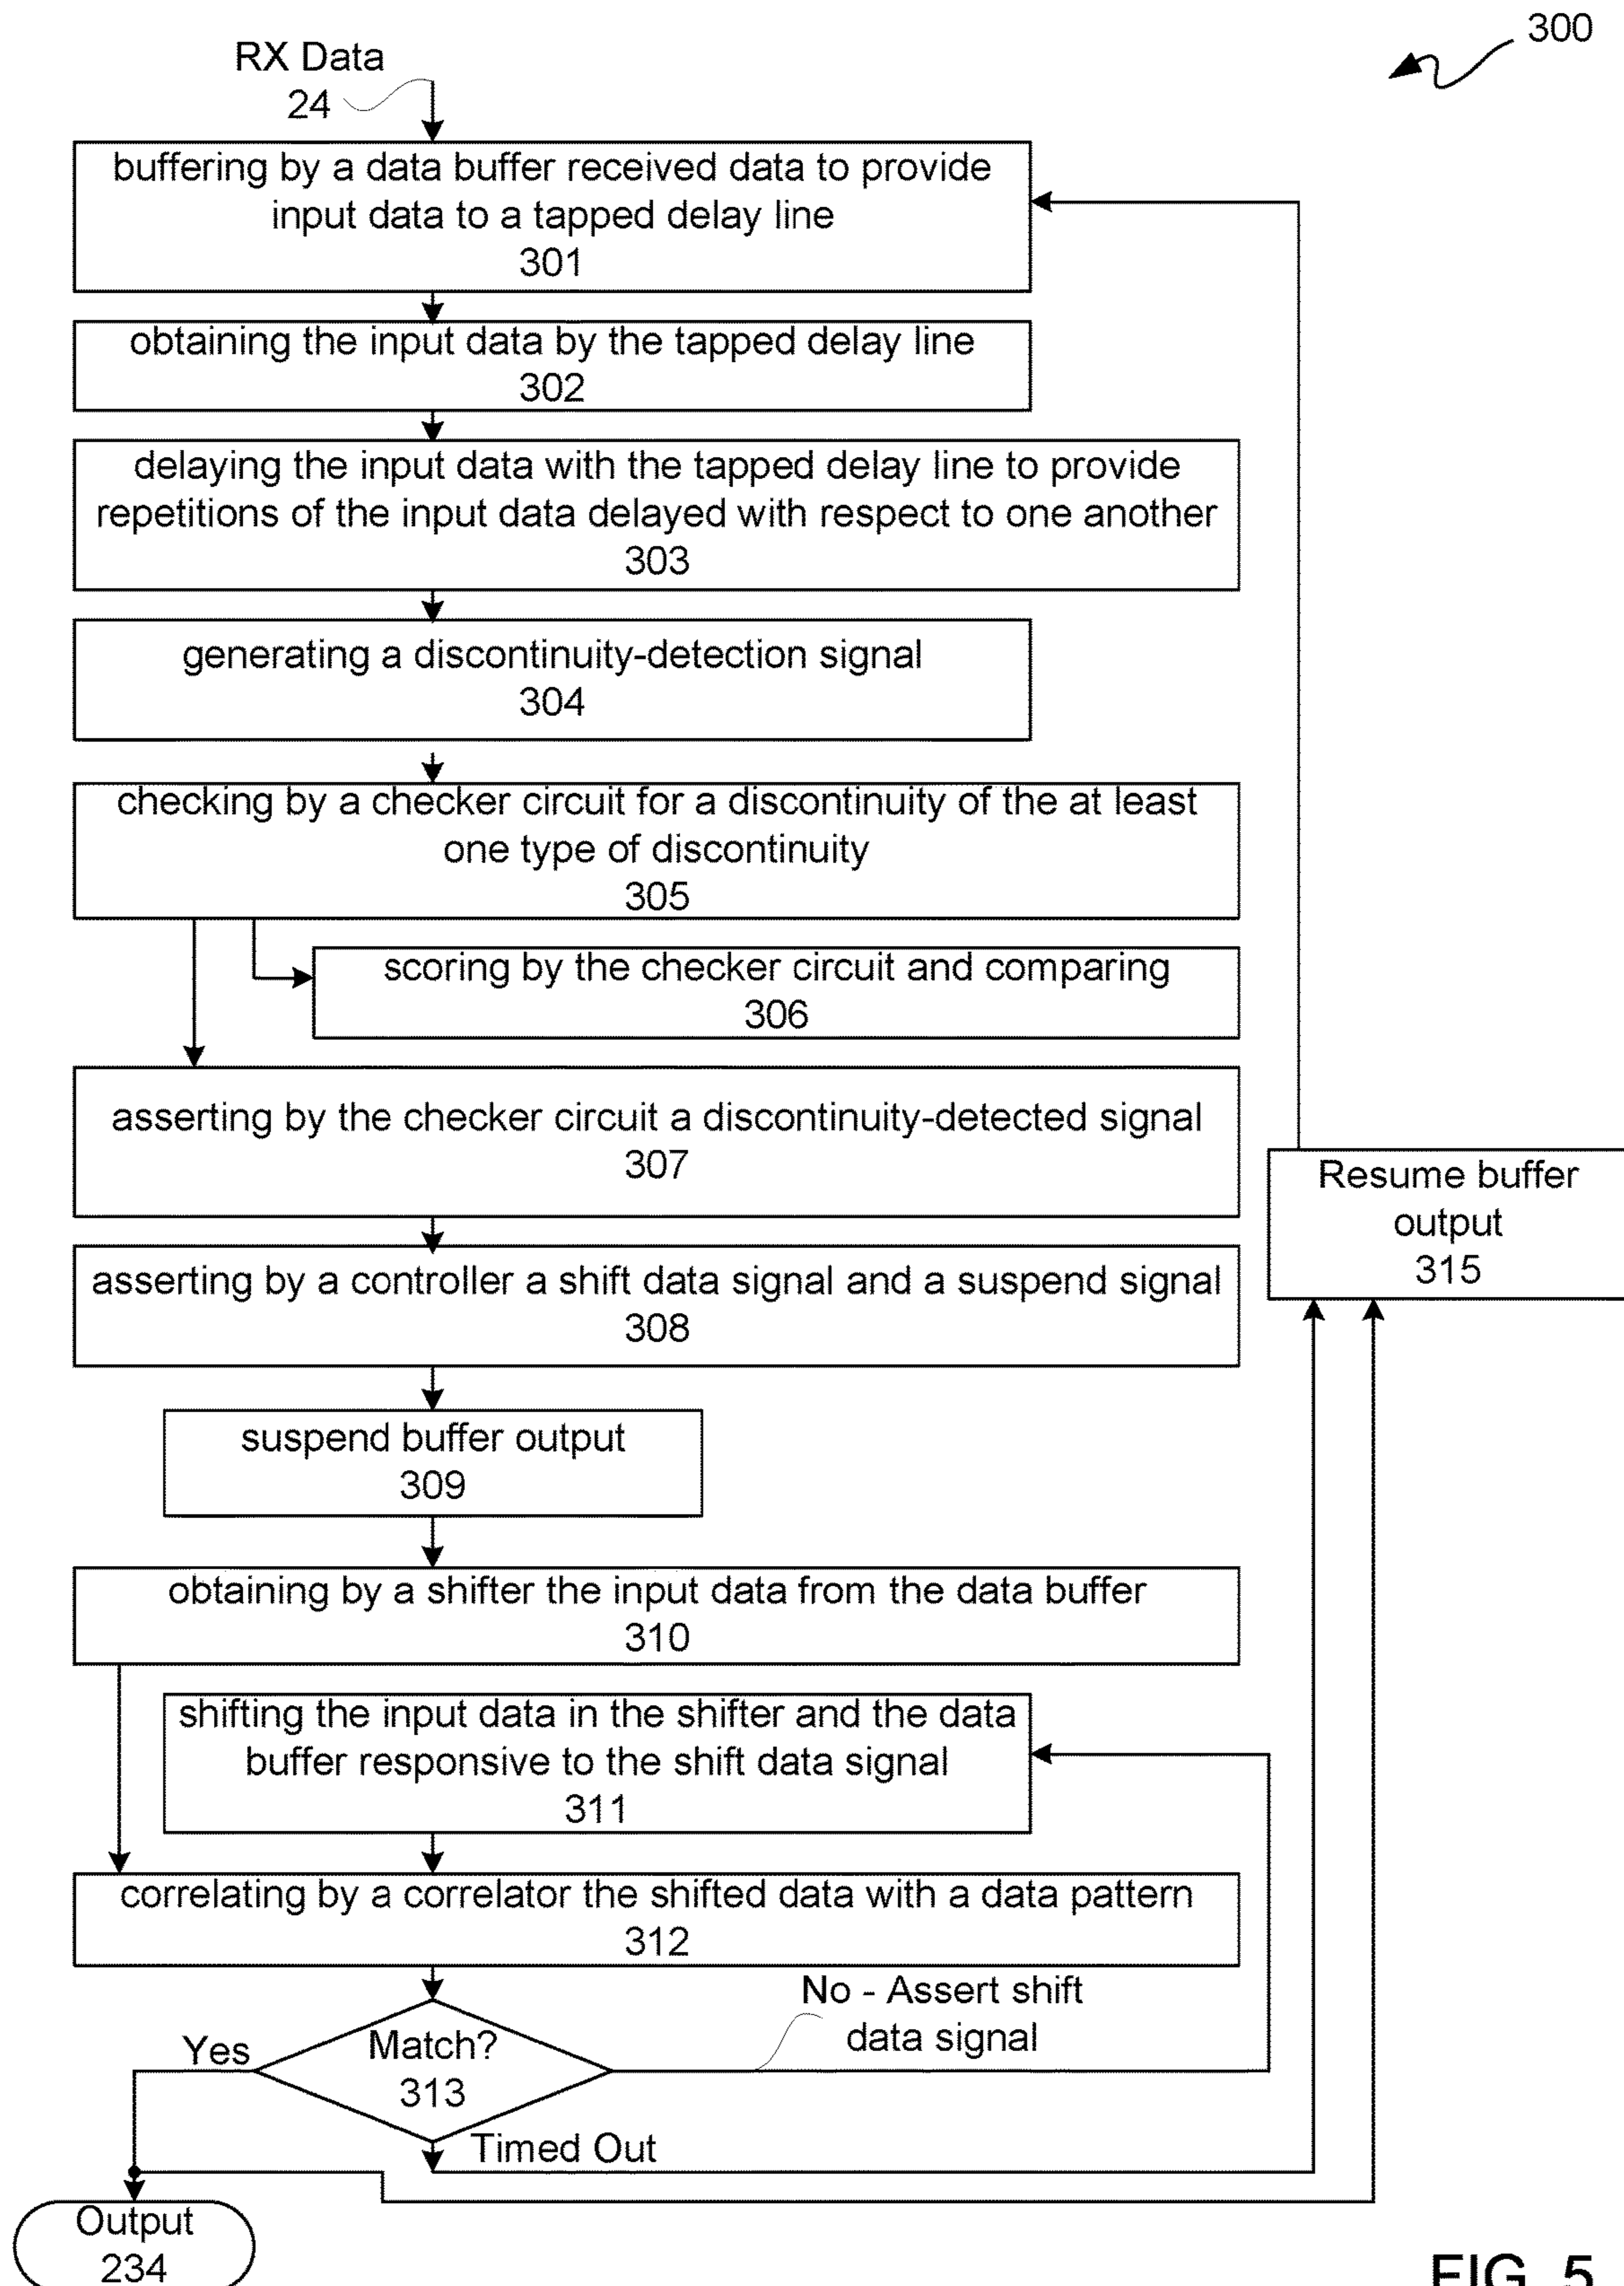 300
RX Data
24
buffering by a data buffer received data to provide
input data to a tapped delay line
301
obtaining the input data by the tapped delay line
302
delaying the input data with the tapped delay line to provide
repetitions of the input data delayed with respect to one another
303
generating a discontinuity-detection signal
304
checking by a checker circuit for a discontinuity of the at least
one type of discontinuity
305
scoring by the checker circuit and comparing
306
asserting by the checker circuit a discontinuity-detected signal
307
Resume buffer
output
315
asserting by a controller a shift data signal and a suspend signal
308
suspend buffer output
309
obtaining by a shifter the input data from the data buffer
310
shifting the input data in the shifter and the data
buffer responsive to the shift data signal
311
correlating by a correlator the shifted data with a data pattern
312
No - Assert shift
data signal
Yes
Match?
313
Timed Out
Output
234
FIG. 5